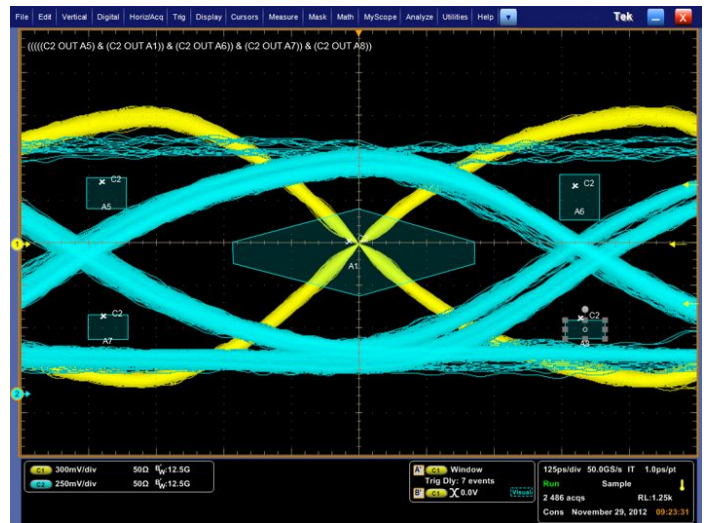 File Edit Vertical Digital Horiz/Acq Trig Display Cursors Measure Mask Math MyScope Analyze Utilities Help Tek X
(((((C2 OUT A5) & (C2 OUT A1)) & (C2 OUT A6)) & (C2 OUT A7)) & (C2 OUT A8))
C2
A5
C2
A6
1
A1
C2
A7
C2
2
C1 300mV/div 50Ω BW:12.5G
C2 250mV/div 50Ω BW:12.5G
A' C1 Window
Trig Dly: 7 events
B' C1 0.0V Visual
125ps/div 50.0GS/s IT 1.0ps/pt
Run Sample
2 486 acqs RL:1.25k
Cons November 29, 2012 09:23:31